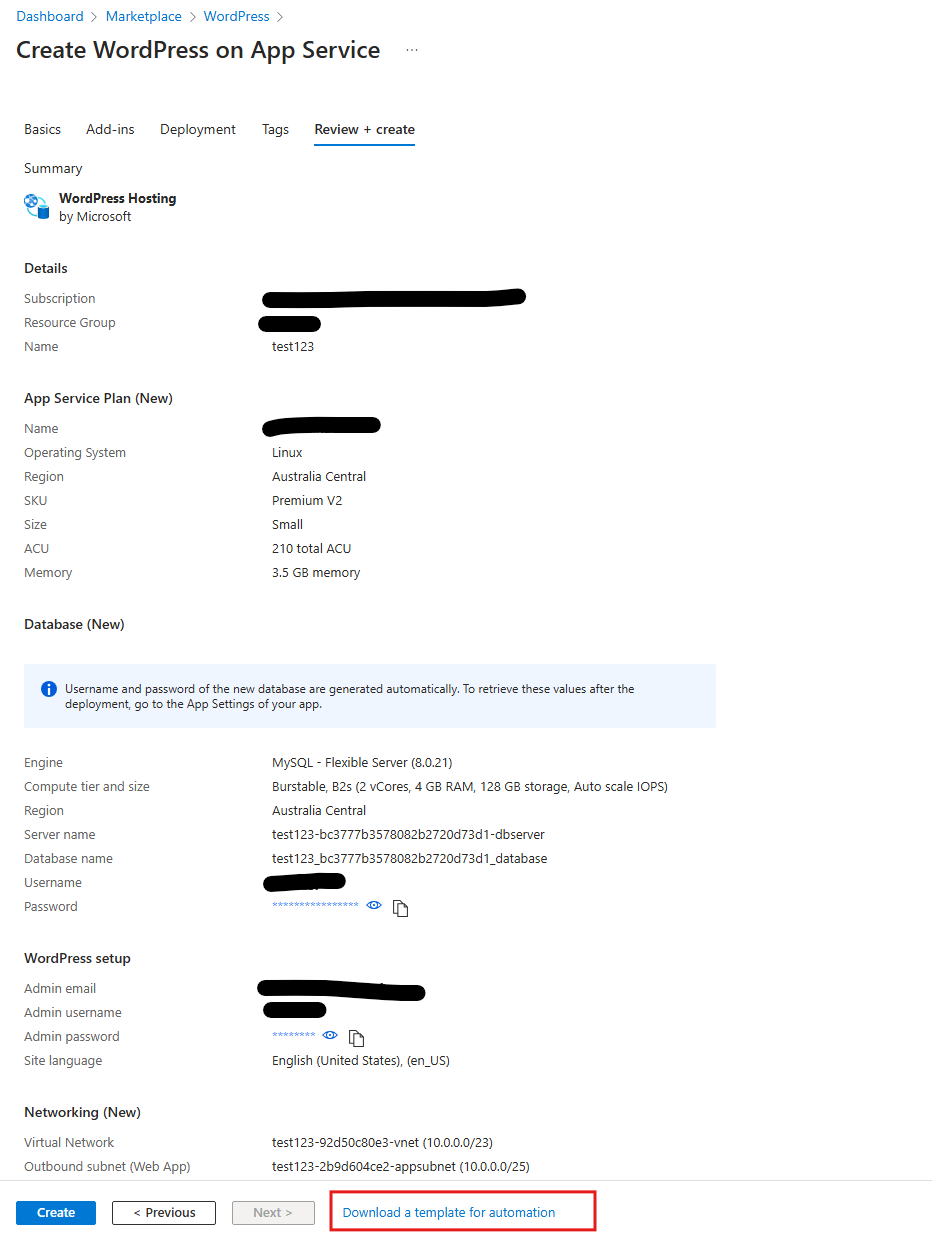 Dashboard > Marketplace > WordPress >
Create WordPress on App Service ...
Basics Add-ins Deployment Tags Review + create
Summary
WordPress Hosting
by Microsoft
Details
Subscription
Resource Group
Name test123
App Service Plan (New)
Name
Operating System Linux
Region Australia Central
SKU Premium V2
Size Small
ACU 210 total ACU
Memory 3.5 GB memory
Database (New)
Username and password of the new database are generated automatically. To retrieve these values after the
deployment, go to the App Settings of your app.
Engine MySQL - Flexible Server (8.0.21)
Compute tier and size Burstable, B2s (2 vCores, 4 GB RAM, 128 GB storage, Auto scale IOPS)
Region Australia Central
Server name test123-bc3777b3578082b2720d73d1-dbserver
Database name test123_bc3777b3578082b2720d73d1_database
Username
Password ****************
WordPress setup
Admin email
Admin username
Admin password ********
Site language English (United States), (en_US)
Networking (New)
Virtual Network test123-92d50c80e3-vnet (10.0.0.0/23)
Outbound subnet (Web App) test123-2b9d604ce2-appsubnet (10.0.0.0/25)
Create < Previous Next > Download a template for automation